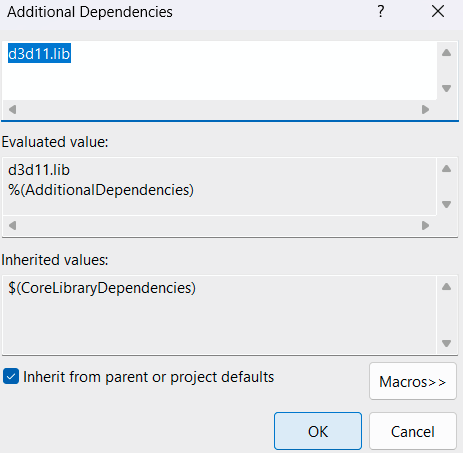 Additional Dependencies
?
d3d11.lib
Evaluated value:
d3d11.lib
%(AdditionalDependencies)
Inherited values:
$(CoreLibraryDependencies)
Inherit from parent or project defaults
Macros>>
OK
Cancel